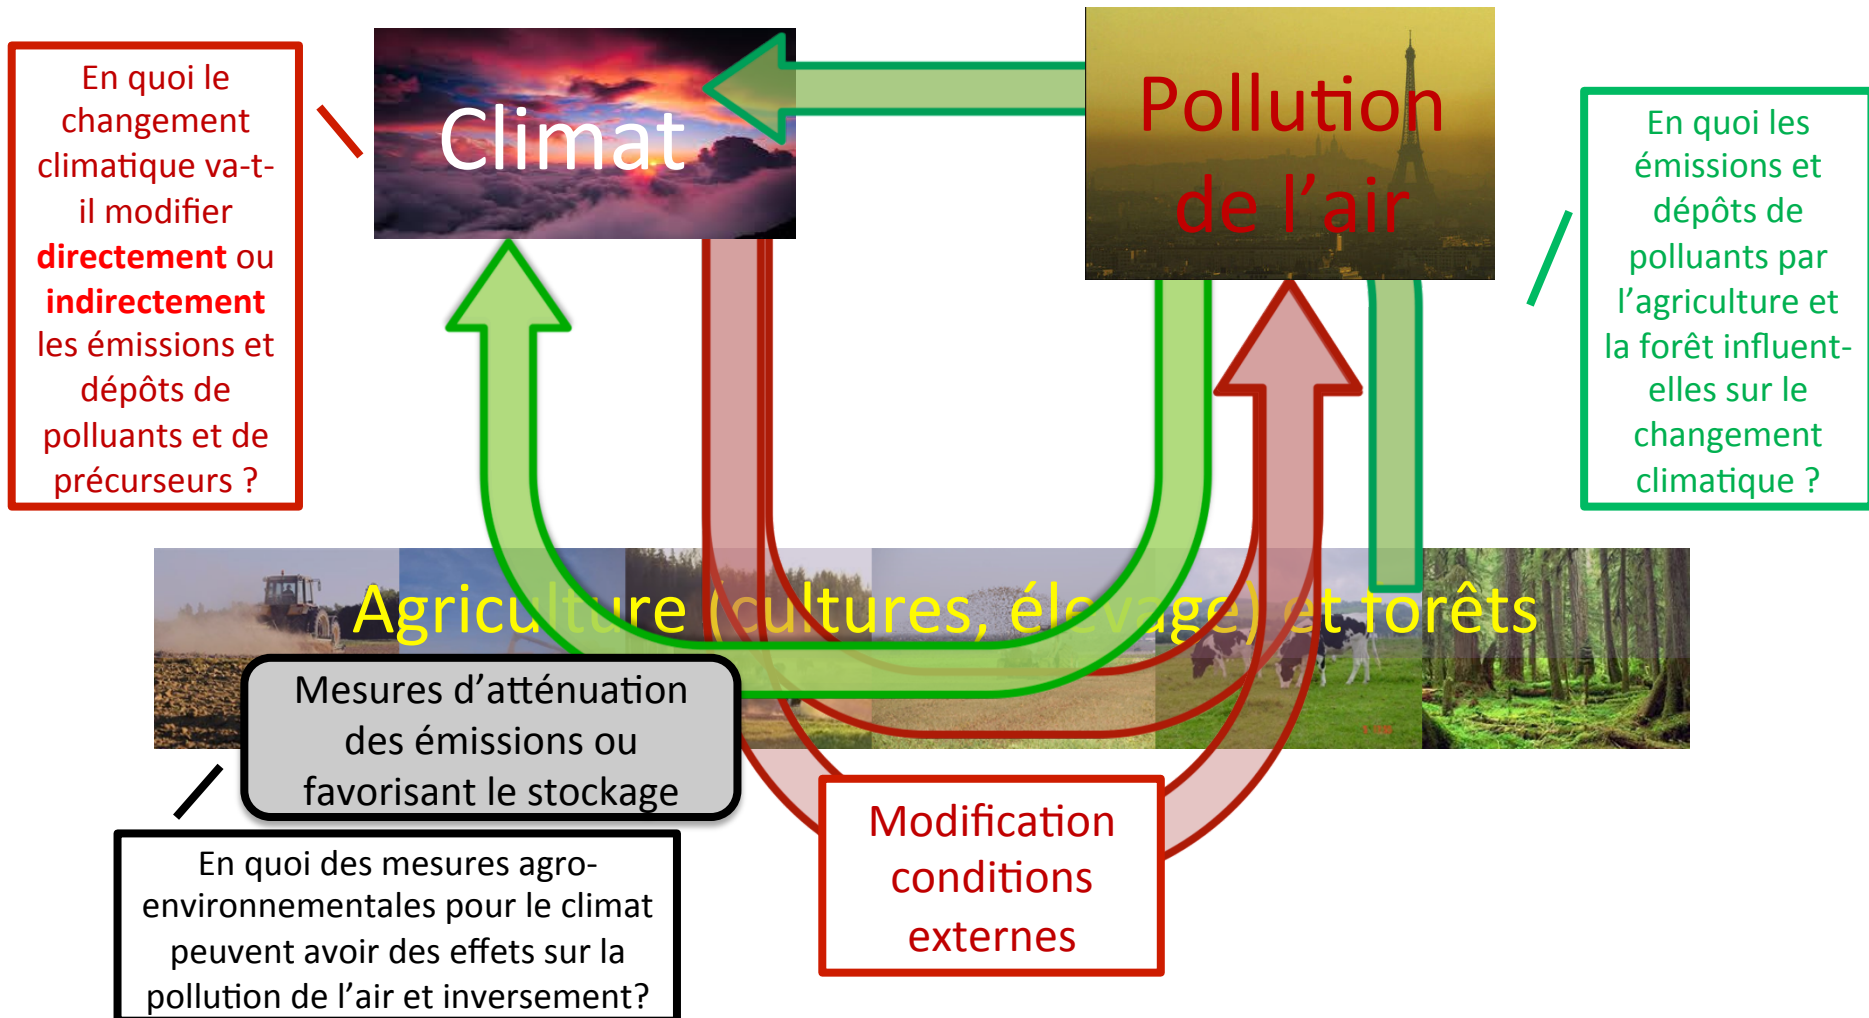 En quoi le
changement
climatique va-t-
il modifier
directement ou
indirectement
les émissions et
dépôts de
polluants et de
précurseurs ?
Climat
Pollution
de l’air
En quoi les
émissions et
dépôts de
polluants par
l’agriculture et
la forêt influent-
elles sur le
changement
climatique ?
Agriculture (cultures, élevage) et forêts
Mesures d’atténuation
des émissions ou
favorisant le stockage
Modification
conditions
externes
En quoi des mesures agro-
environnementales pour le climat
peuvent avoir des effets sur la
pollution de l’air et inversement?